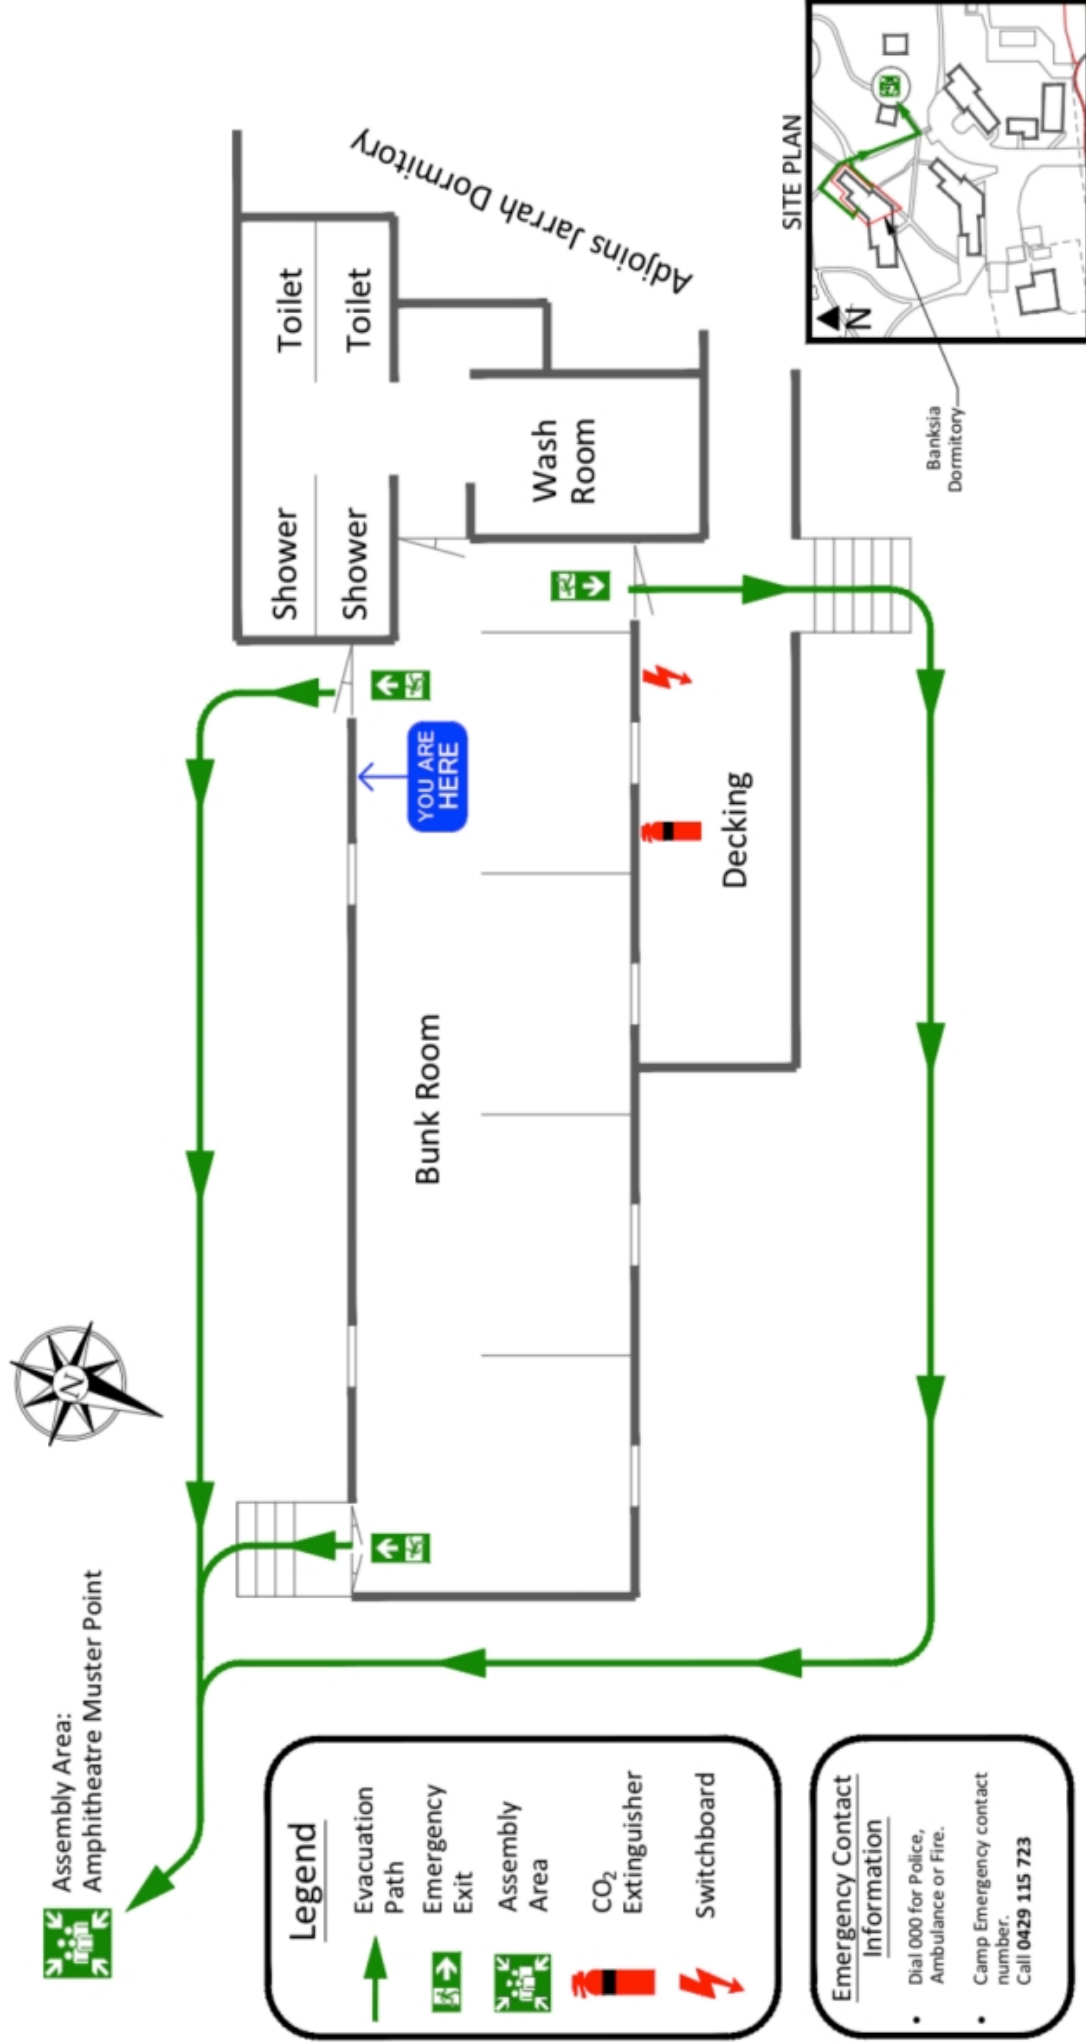 Assembly Area:
Amphitheatre Muster Point
N
Toilet
Toilet
Shower
Shower
Wash
Room
Adjoins Jarrah Dormitory
YOU ARE
HERE
Bunk Room
Decking
Legend
Evacuation
Path
Emergency
Exit
Assembly
Area
CO₂
Extinguisher
Switchboard
Emergency Contact
Information
• Dial 000 for Police,
Ambulance or Fire.
• Camp Emergency contact
number.
Call 0429 115 723
SITE PLAN
N
Banksia
Dormitory